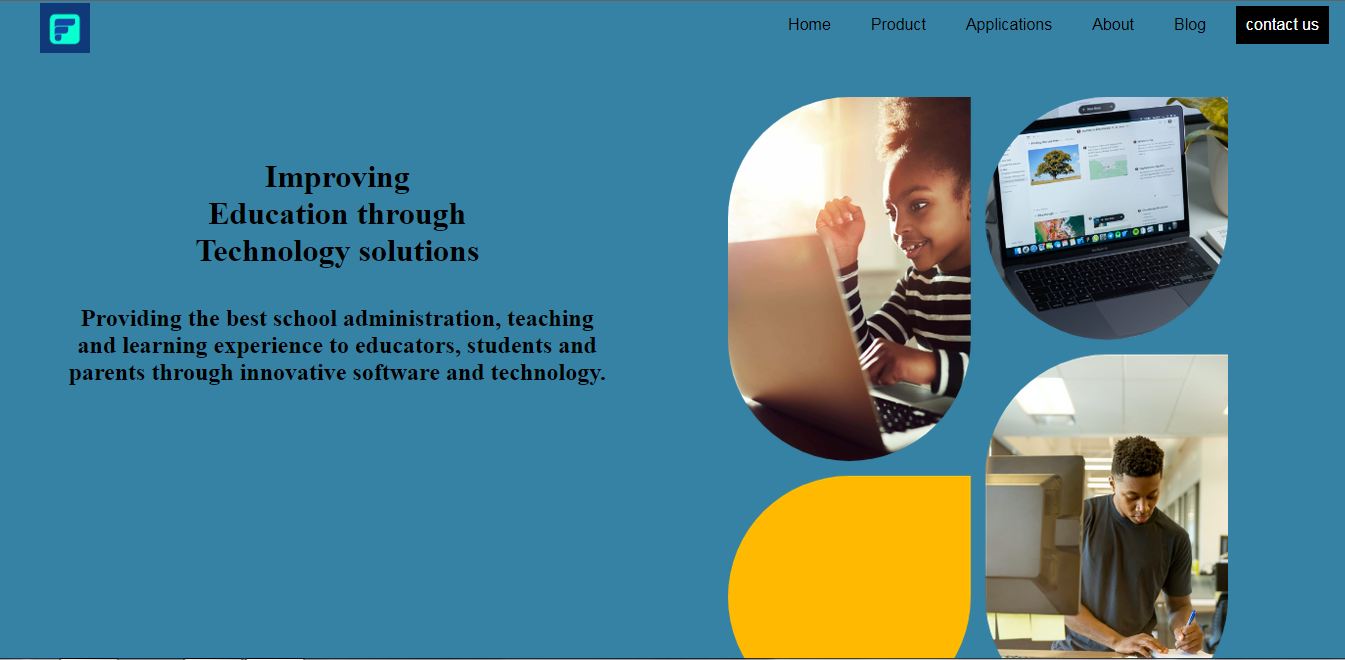 Home Product Applications About Blog contact us
Improving
Education through
Technology solutions
Providing the best school administration, teaching
and learning experience to educators, students and
parents through innovative software and technology.